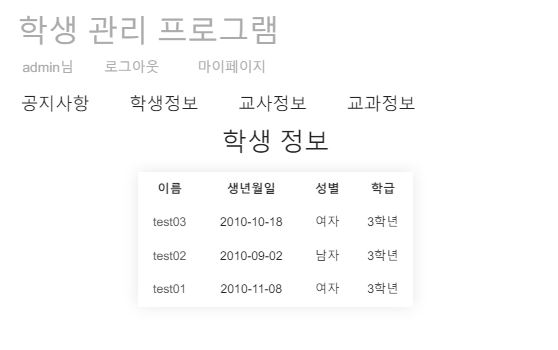 학생 관리 프로그램
admin님 로그아웃 마이페이지
공지사항 학생정보 교사정보 교과정보
학생 정보
이름 생년월일 성별 학급
test03 2010-10-18 여자 3학년
test02 2010-09-02 남자 3학년
test01 2010-11-08 여자 3학년